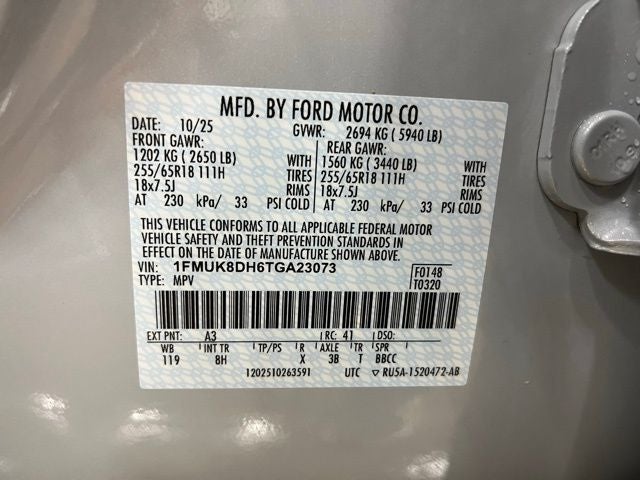 MFD. BY FORD MOTOR CO.
DATE: 10/25 GVWR: 2694 KG ( 5940 LB)
FRONT GAWR: REAR GAWR:
1202 KG ( 2650 LB) WITH 1560 KG ( 3440 LB) WITH
255/65R18 111H TIRES 255/65R18 111H TIRES
18x7.5J RIMS 18x7.5J RIMS
AT 230 kPa/ 33 PSI COLD AT 230 kPa/ 33 PSI COLD
THIS VEHICLE CONFORMS TO ALL APPLICABLE FEDERAL MOTOR
VEHICLE SAFETY AND THEFT PREVENTION STANDARDS IN
EFFECT ON THE DATE OF MANUFACTURE SHOWN ABOVE.
VIN: 1FMUK8DH6TGA23073 F0148
TYPE: MPV T0320
EXT PNT: A3 RC: 41 DSO:
WB INT TR TP/PS R AXLE TR SPR
119 8H X 3B T BBCC
1202510263591 UTC RU5A-1520472-AB